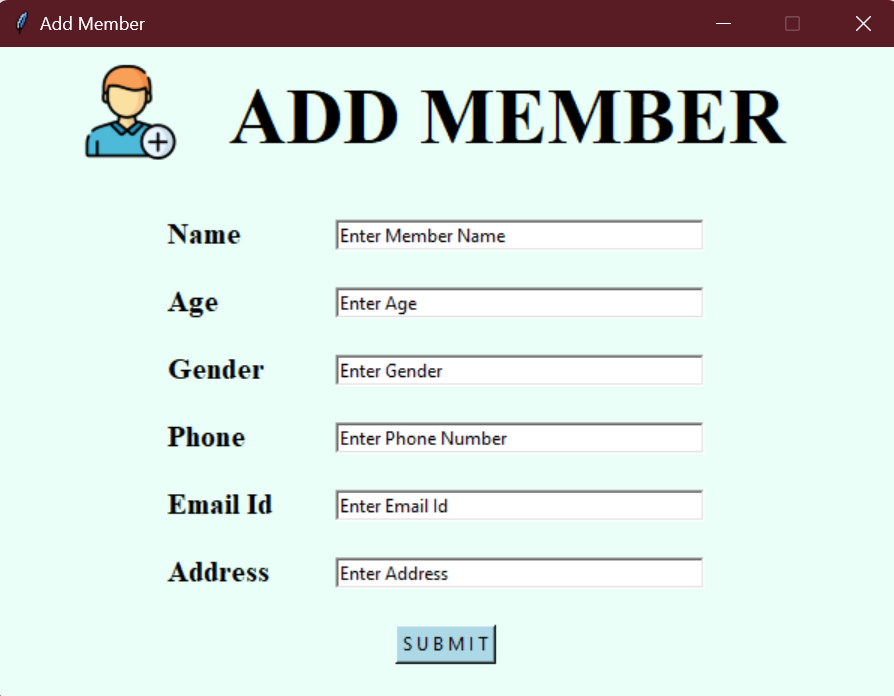 Add Member
ADD MEMBER
Name Enter Member Name
Age Enter Age
Gender Enter Gender
Phone Enter Phone Number
Email Id Enter Email Id
Address Enter Address
S U B M I T